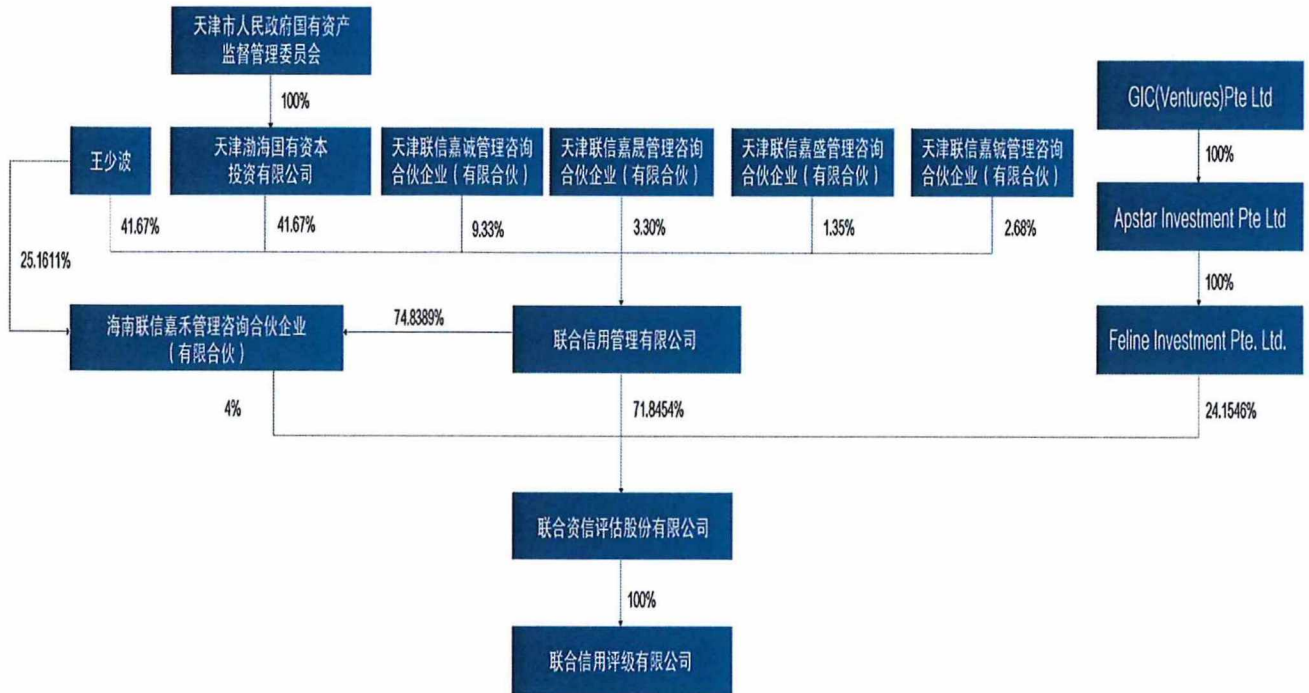 天津市人民政府国有资产
监督管理委员会
100%
GIC(Ventures)Pte Ltd
100%
王少波
天津渤海国有资本
投资有限公司
天津联信嘉诚管理咨询
合伙企业（有限合伙）
天津联信嘉晟管理咨询
合伙企业（有限合伙）
天津联信嘉盛管理咨询
合伙企业（有限合伙）
天津联信嘉铖管理咨询
合伙企业（有限合伙）
Apstar Investment Pte Ltd
41.67%
41.67%
9.33%
3.30%
1.35%
2.68%
25.1611%
100%
海南联信嘉禾管理咨询合伙企业
（有限合伙）
74.8389%
联合信用管理有限公司
Feline Investment Pte. Ltd.
4%
71.8454%
24.1546%
联合资信评估股份有限公司
100%
联合信用评级有限公司